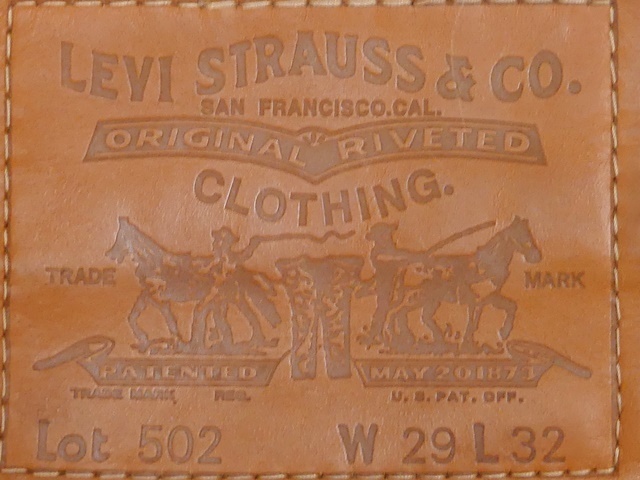 LEVI STRAUSS & CO.
SAN FRANCISCO.CAL.
ORIGINAL RIVETED
CLOTHING.
TRADE MARK
PATENTED MAY 20 1873
TRADE MARK REG. U.S. PAT. OFF.
Lot 502 W 29 L 32